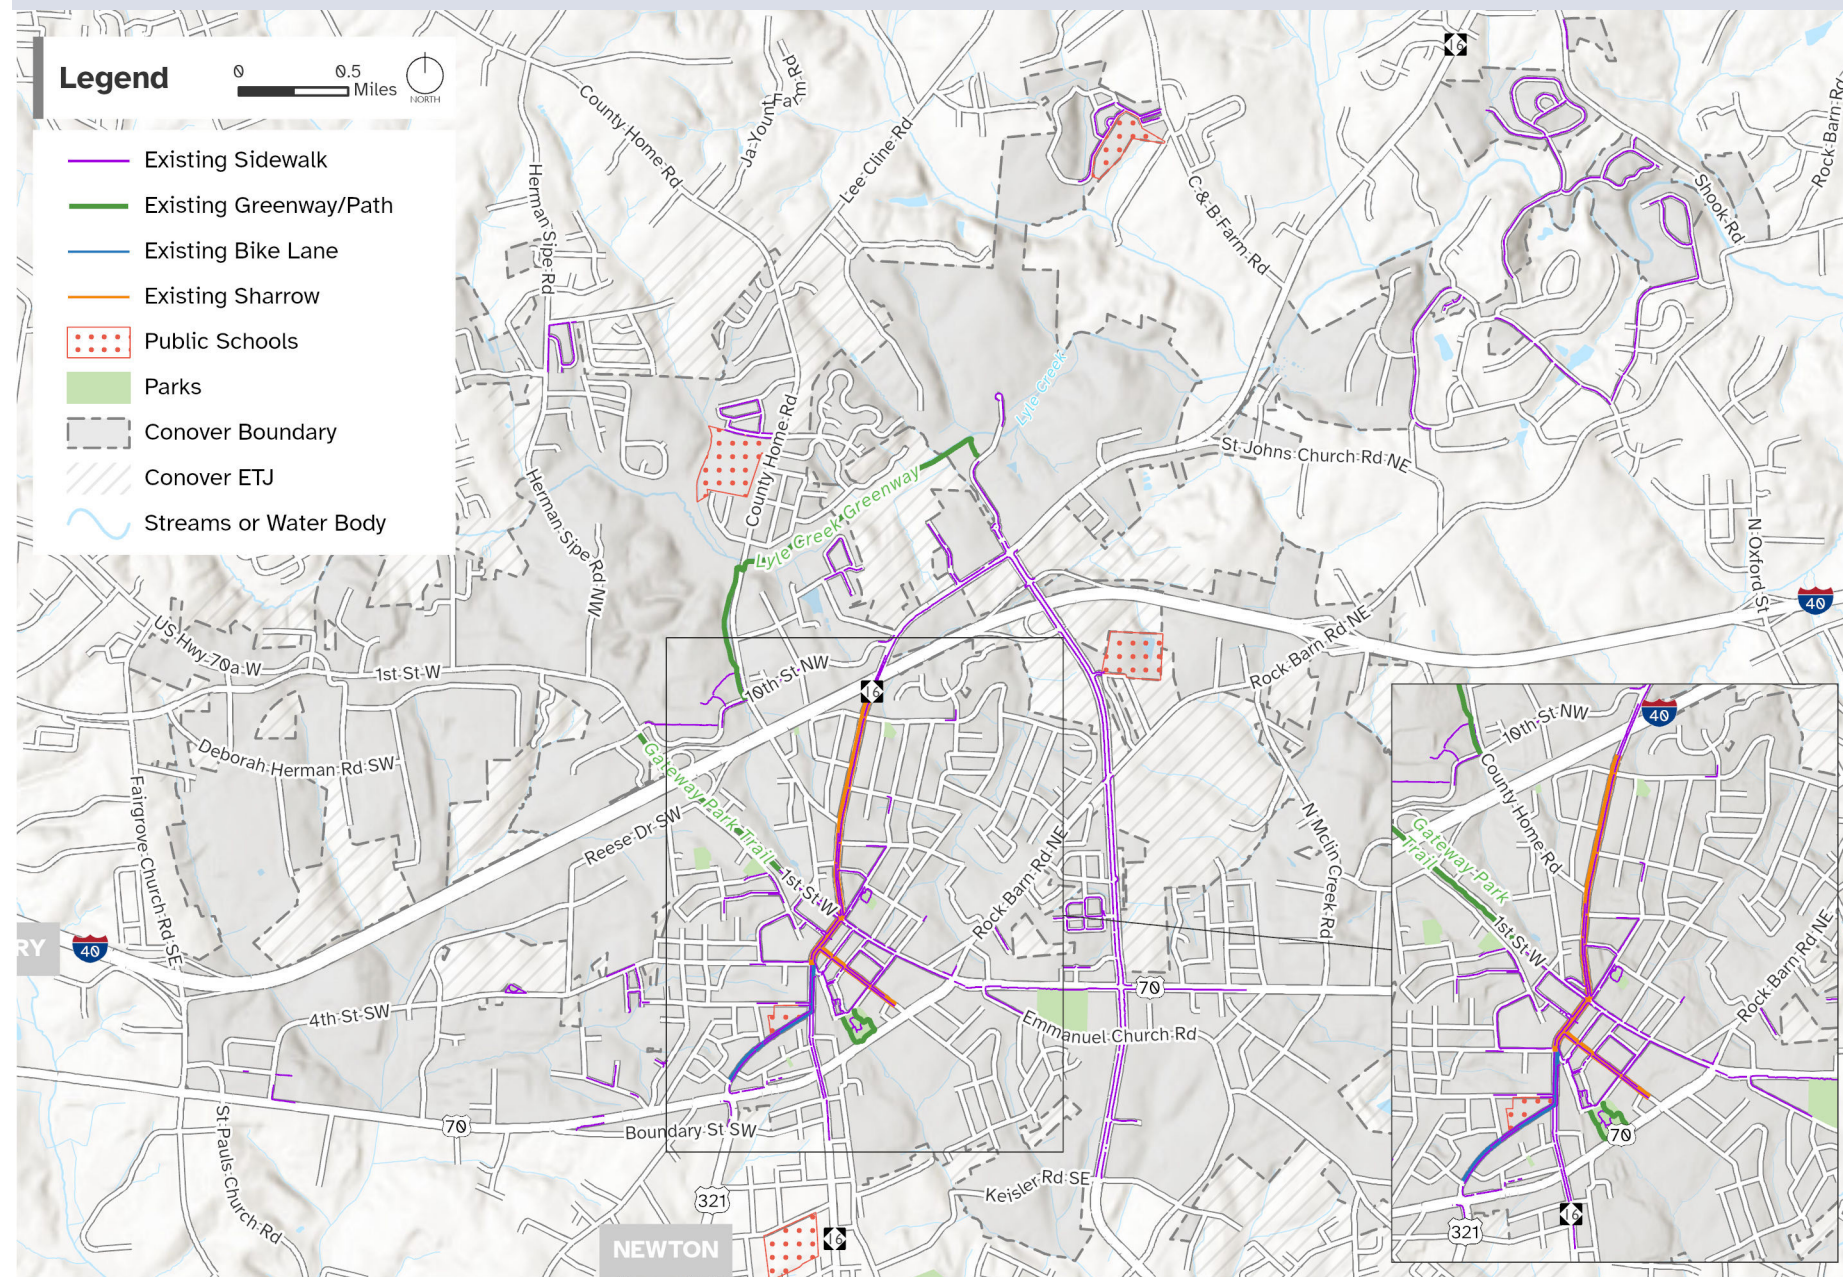 Legend
0 0.5
Miles
NORTH
Existing Sidewalk
Existing Greenway/Path
Existing Bike Lane
Existing Sharrow
Public Schools
Parks
Conover Boundary
Conover ETJ
Streams or Water Body
16
County Home Rd
Ja Yount Farm Rd
Lee Cline Rd
Herman Sipe Rd
C & B Farm Rd
Shook Rd
Rock Barn Rd
Lyle Creek
County Home Rd
St Johns Church Rd NE
Lyle Creek Greenway
Herman Sipe Rd NW
N Oxford St
40
US Hwy 70a W
1st St W
10th St NW
16
Rock Barn Rd NE
Deborah Herman Rd SW
Gateway Park Trail
Reese Dr SW
Fairgrove Church Rd SE
1st St W
Rock Barn Rd NE
N Mclin Creek Rd
RY
40
70
4th St SW
Emmanuel Church Rd
St Pauls Church Rd
70
Boundary St SW
321
Keisler Rd SE
NEWTON
16
40
10th St NW
County Home Rd
Gateway Park
Trail
1st St W
Rock Barn Rd NE
70
16
321